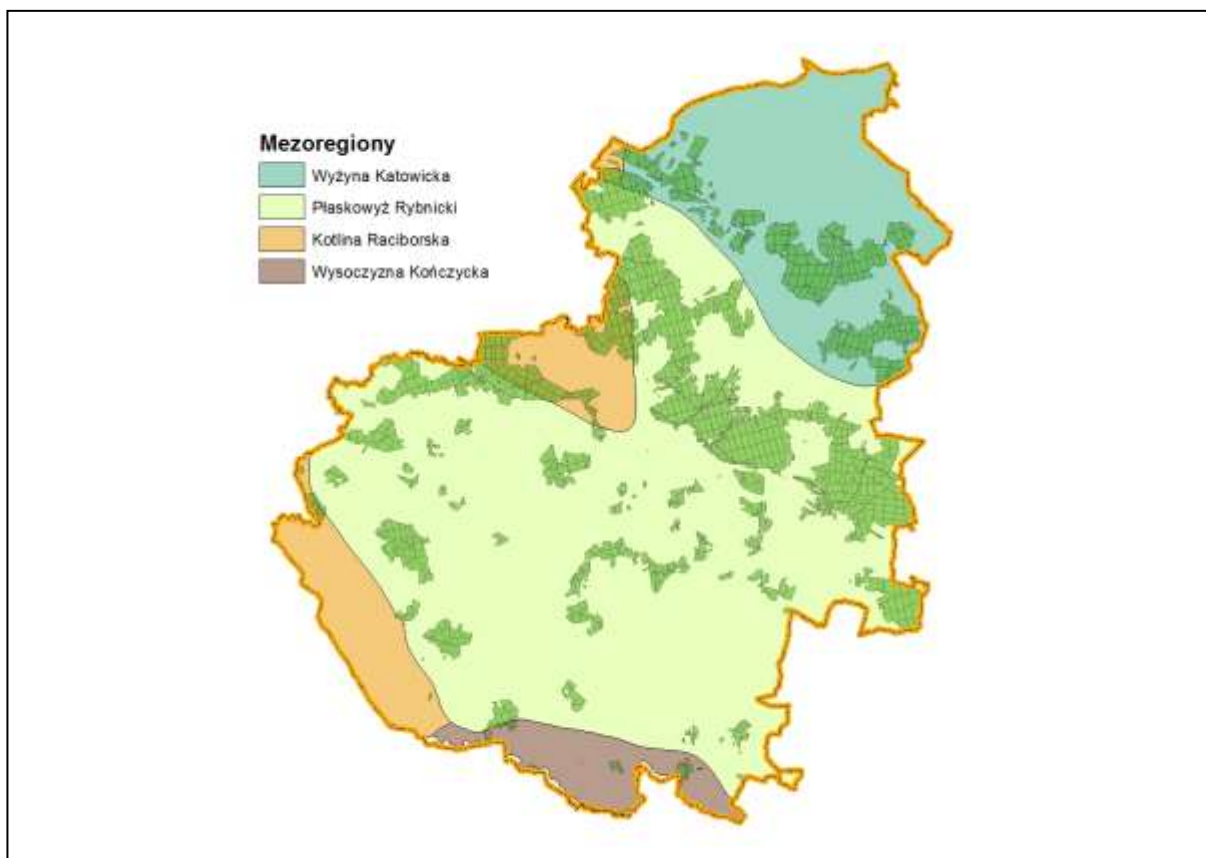 Mezoregiony
Wyżyna Katowicka
Płaskowyż Rybnicki
Kotlina Raciborska
Wysoczyzna Kończycka